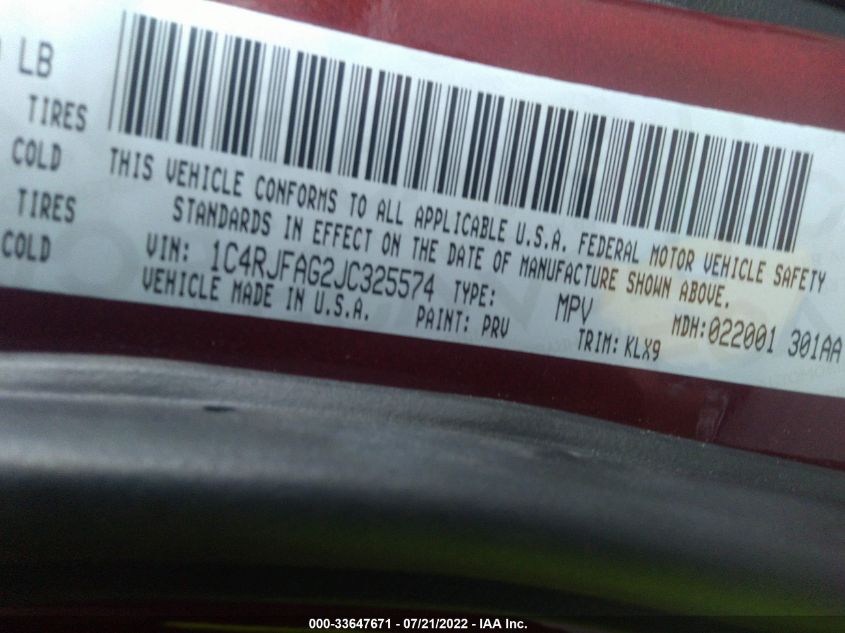 LB
TIRES
COLD
TIRES
COLD
THIS VEHICLE CONFORMS TO ALL APPLICABLE U.S.A. FEDERAL MOTOR VEHICLE SAFETY
STANDARDS IN EFFECT ON THE DATE OF MANUFACTURE SHOWN ABOVE.
VIN: 1C4RJFAG2JC325574 TYPE: MPV MDH:022001 301AA
VEHICLE MADE IN U.S.A. PAINT: PRV TRIM: KLX9
000-33647671 / 07/21/2022 - IAA Inc.